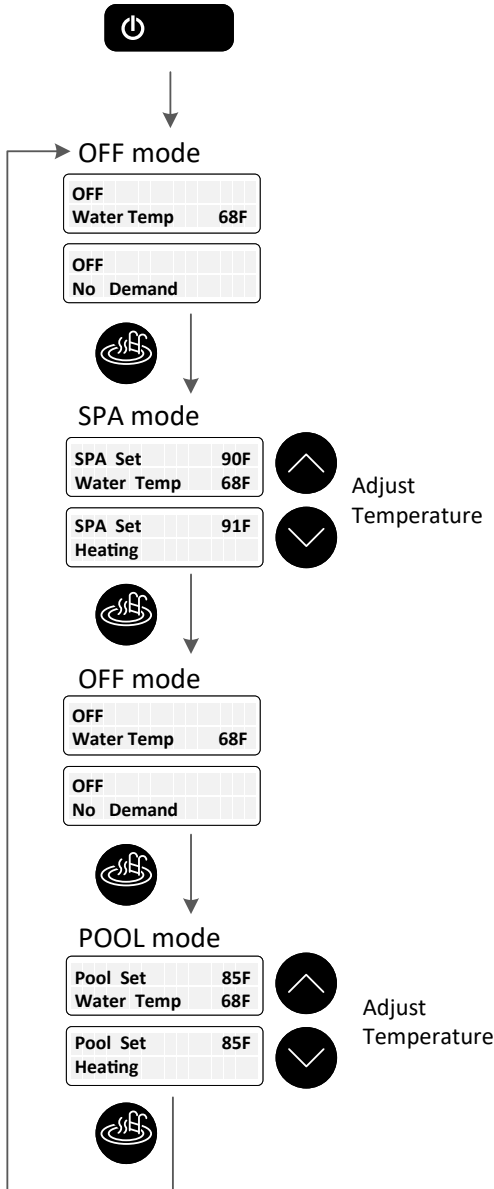 OFF mode
OFF
Water Temp 68F
OFF
No Demand
SPA mode
SPA Set 90F
Water Temp 68F
SPA Set 91F
Heating
Adjust
Temperature
OFF mode
OFF
Water Temp 68F
OFF
No Demand
POOL mode
Pool Set 85F
Water Temp 68F
Pool Set 85F
Heating
Adjust
Temperature